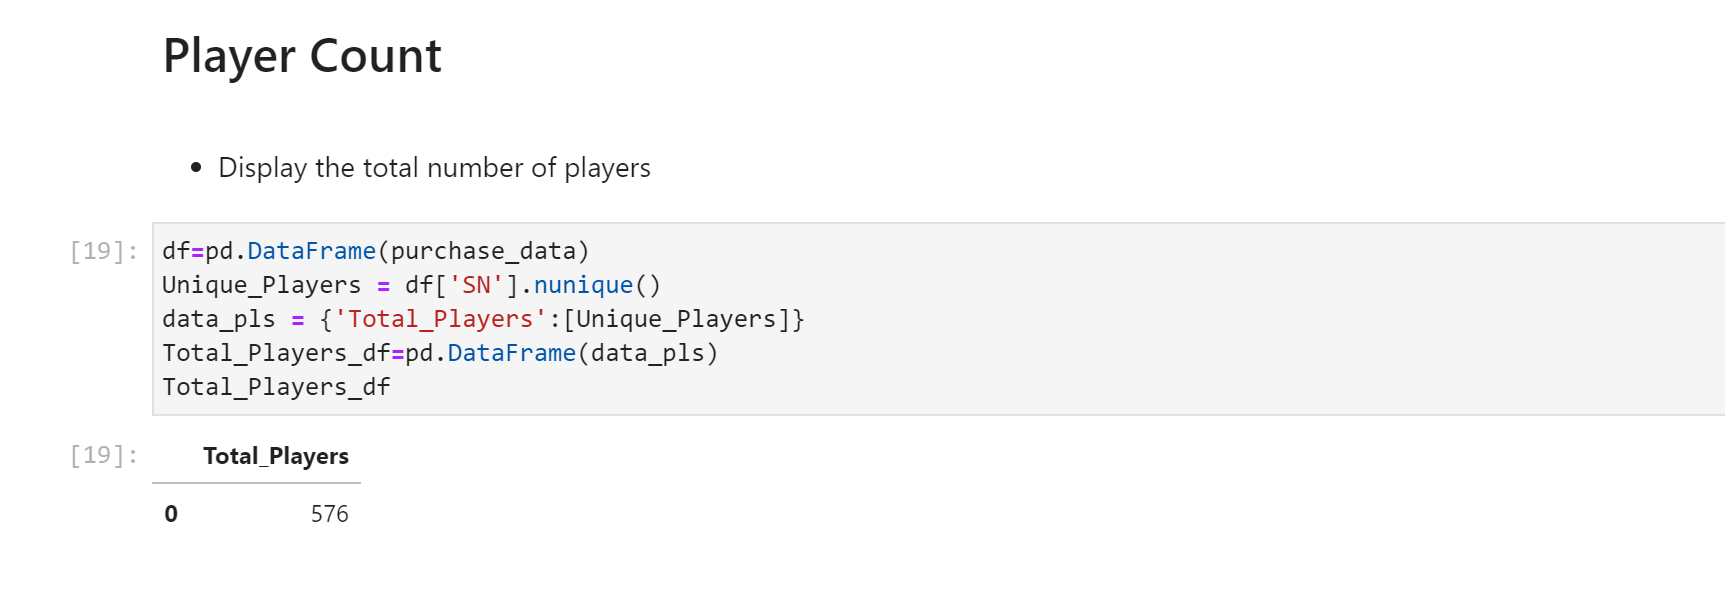 Player Count
• Display the total number of players
[19]: df=pd.DataFrame(purchase_data)
Unique_Players = df['SN'].nunique()
data_pls = {'Total_Players':[Unique_Players]}
Total_Players_df=pd.DataFrame(data_pls)
Total_Players_df
[19]: Total_Players
0 576